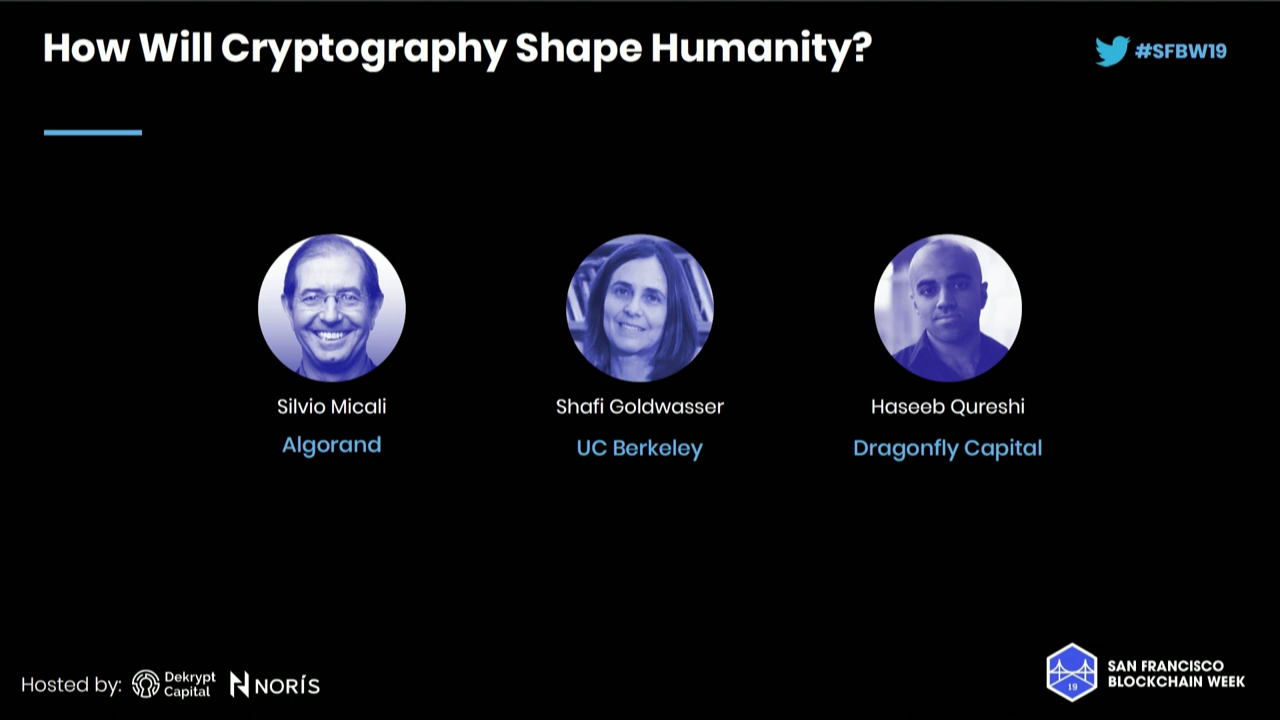 How Will Cryptography Shape Humanity?
#SFBW19
Silvio Micali
Algorand
Shafi Goldwasser
UC Berkeley
Haseeb Qureshi
Dragonfly Capital
Hosted by:
Dekrypt
Capital
NORÍS
19
SAN FRANCISCO
BLOCKCHAIN WEEK